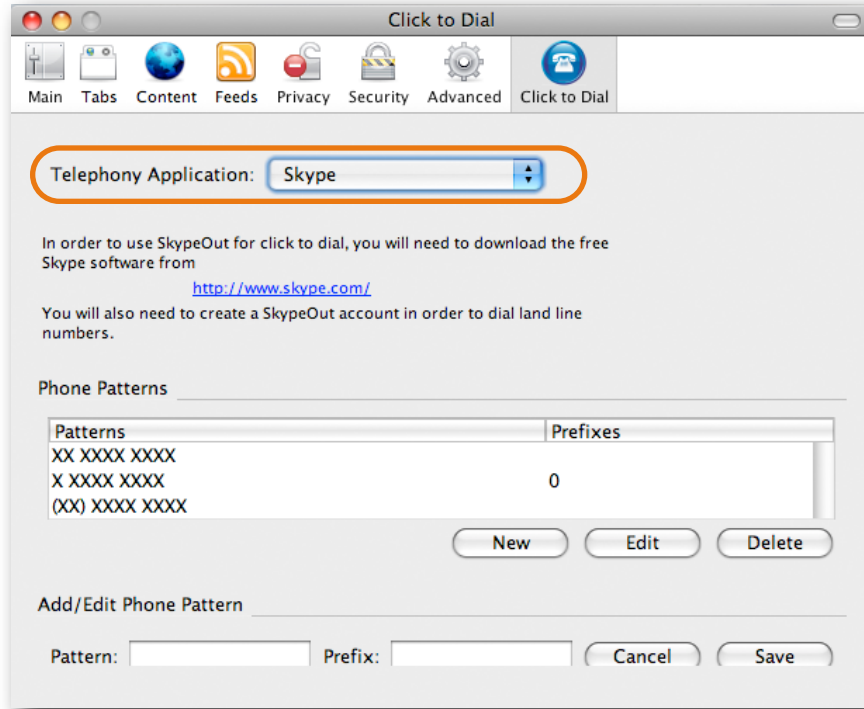 Click to Dial
Main Tabs Content Feeds Privacy Security Advanced Click to Dial
Telephony Application: Skype
In order to use SkypeOut for click to dial, you will need to download the free
Skype software from
http://www.skype.com/
You will also need to create a SkypeOut account in order to dial land line
numbers.
Phone Patterns
Patterns Prefixes
XX XXXX XXXX
X XXXX XXXX 0
(XX) XXXX XXXX
New Edit Delete
Add/Edit Phone Pattern
Pattern: Prefix: Cancel Save